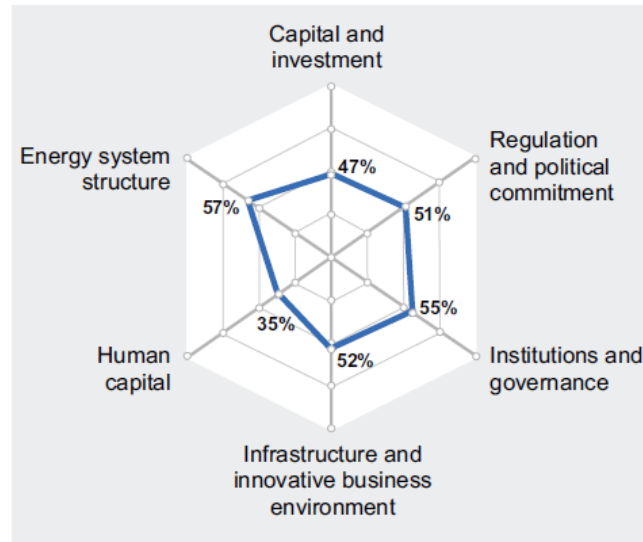 Capital and
investment
Energy system
structure
Regulation
and political
commitment
47%
57%
51%
55%
35%
52%
Human
capital
Institutions and
governance
Infrastructure and
innovative business
environment